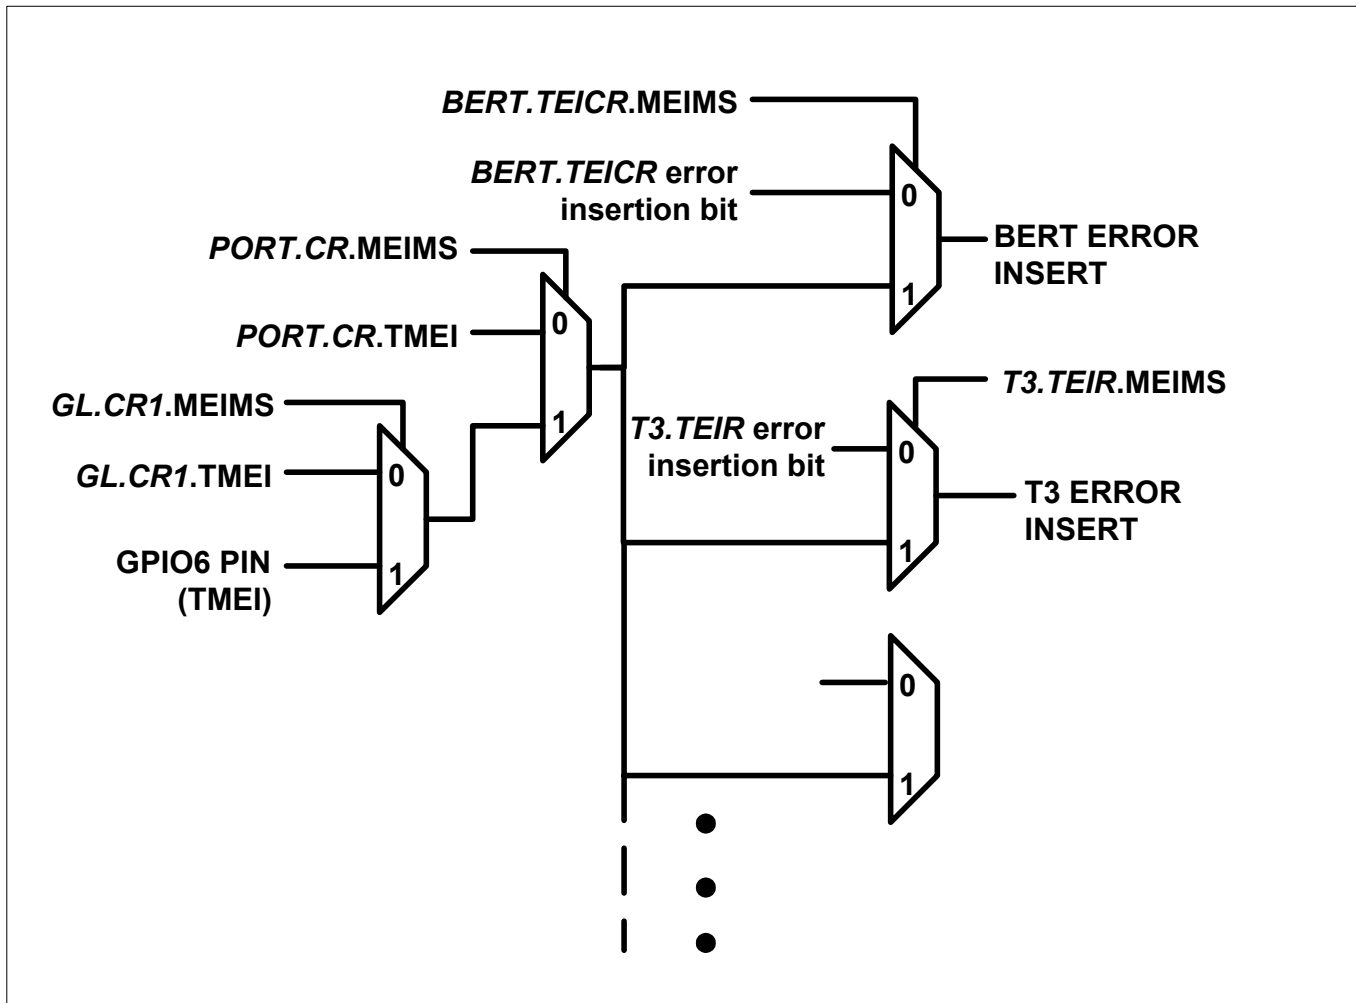 BERT.TEICR.MEIMS
BERT.TEICR error
insertion bit
0
1
BERT ERROR
INSERT
PORT.CR.MEIMS
PORT.CR.TMEI
0
1
GL.CR1.MEIMS
GL.CR1.TMEI
GPIO6 PIN
(TMEI)
0
1
T3.TEIR.MEIMS
T3.TEIR error
insertion bit
0
1
T3 ERROR
INSERT
0
1